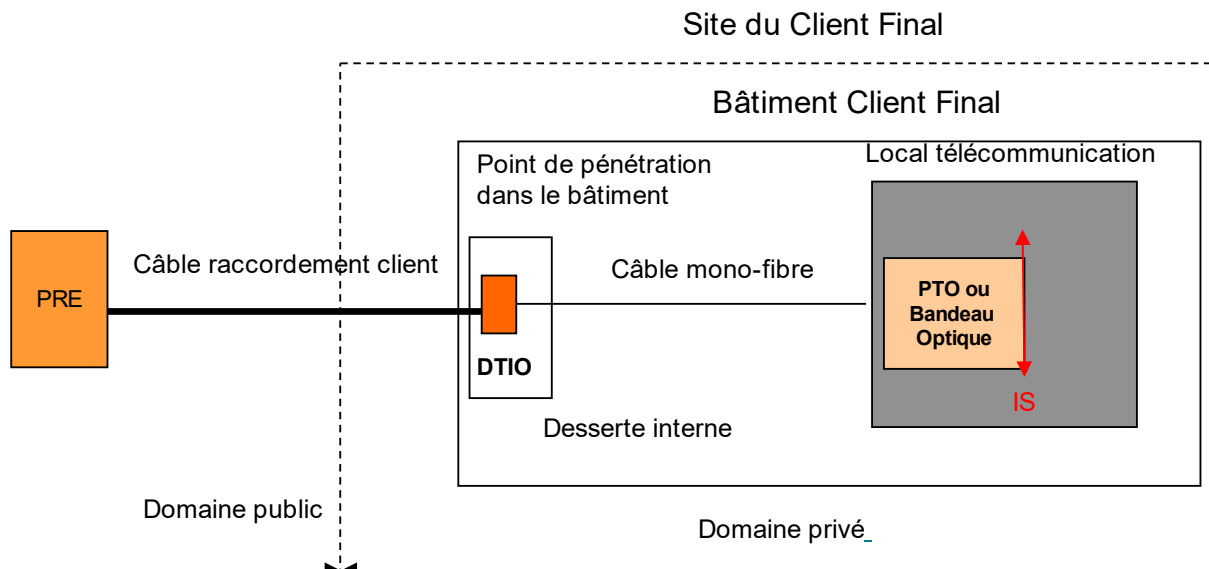 Site du Client Final
Bâtiment Client Final
Point de pénétration
dans le bâtiment
Local télécommunication
PRE
Câble raccordement client
DTIO
Câble mono-fibre
PTO ou
Bandeau
Optique
IS
Desserte interne
Domaine public
Domaine privé